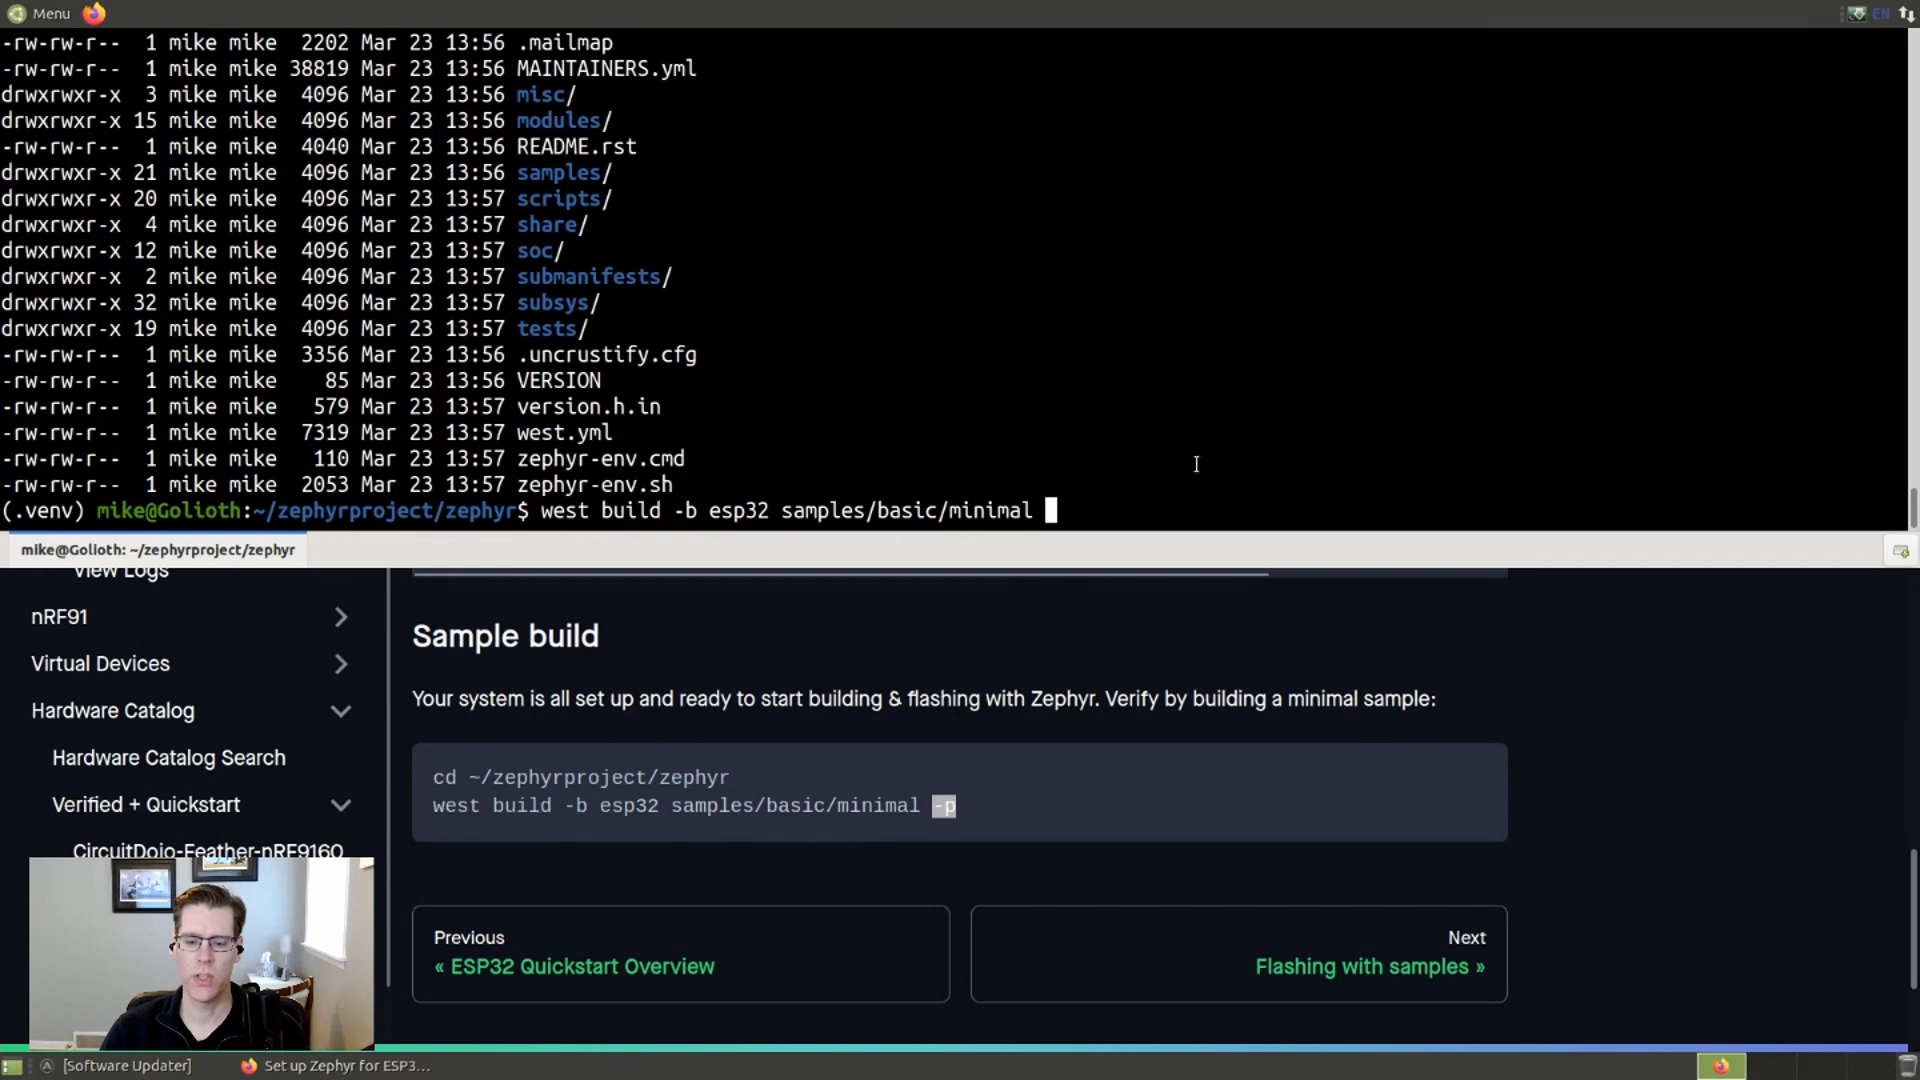 Menu
EN
-rw-rw-r-- 1 mike mike 2202 Mar 23 13:56 .mailmap
-rw-rw-r-- 1 mike mike 38819 Mar 23 13:56 MAINTAINERS.yml
drwxrwxr-x 3 mike mike 4096 Mar 23 13:56 misc/
drwxrwxr-x 15 mike mike 4096 Mar 23 13:56 modules/
-rw-rw-r-- 1 mike mike 4040 Mar 23 13:56 README.rst
drwxrwxr-x 21 mike mike 4096 Mar 23 13:56 samples/
drwxrwxr-x 20 mike mike 4096 Mar 23 13:57 scripts/
drwxrwxr-x 4 mike mike 4096 Mar 23 13:57 share/
drwxrwxr-x 12 mike mike 4096 Mar 23 13:57 soc/
drwxrwxr-x 2 mike mike 4096 Mar 23 13:57 submanifests/
drwxrwxr-x 32 mike mike 4096 Mar 23 13:57 subsys/
drwxrwxr-x 19 mike mike 4096 Mar 23 13:57 tests/
-rw-rw-r-- 1 mike mike 3356 Mar 23 13:56 .uncrustify.cfg
-rw-rw-r-- 1 mike mike 85 Mar 23 13:56 VERSION
-rw-rw-r-- 1 mike mike 579 Mar 23 13:57 version.h.in
-rw-rw-r-- 1 mike mike 7319 Mar 23 13:57 west.yml
-rw-rw-r-- 1 mike mike 110 Mar 23 13:57 zephyr-env.cmd
-rw-rw-r-- 1 mike mike 2053 Mar 23 13:57 zephyr-env.sh
(.venv) mike@Golioth:~/zephyrproject/zephyr$ west build -b esp32 samples/basic/minimal
mike@Golioth: ~/zephyrproject/zephyr
View Logs
nRF91
Virtual Devices
Hardware Catalog
Hardware Catalog Search
Verified + Quickstart
CircuitDojo-Feather-nRF9160
Sample build
Your system is all set up and ready to start building & flashing with Zephyr. Verify by building a minimal sample:
cd ~/zephyrproject/zephyr
west build -b esp32 samples/basic/minimal -p
Previous
« ESP32 Quickstart Overview
Next
Flashing with samples »
[Software Updater]
Set up Zephyr for ESP3...